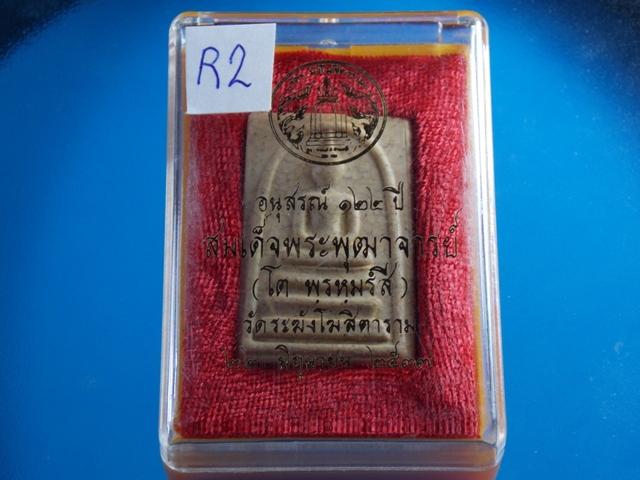 R2
อนุสรณ์ ๑๒๔ ปี
สมเด็จพระพุฒาจารย์
(โต พฺรหฺมรํสี)
วัดระฆังโฆสิตาราม
๒๒ มิถุนายน ๒๕๓๙